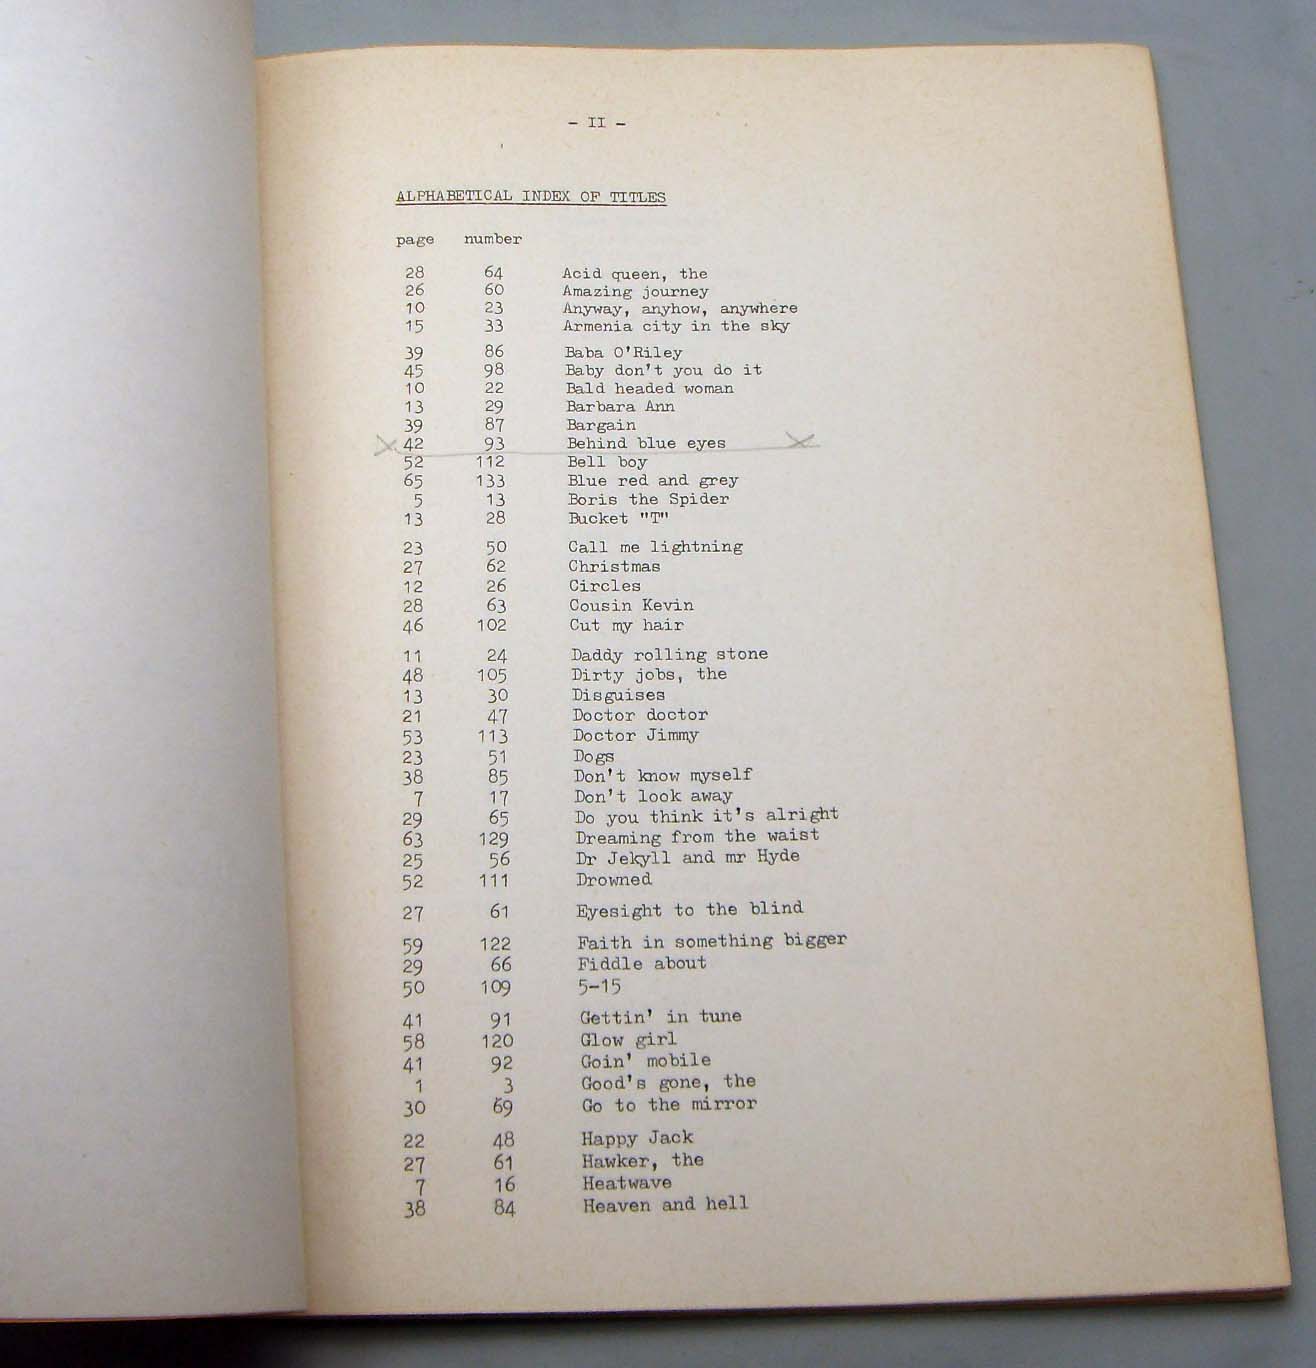 - II -
ALPHABETICAL INDEX OF TITLES
page number
28 64 Acid queen, the
26 60 Amazing journey
10 23 Anyway, anyhow, anywhere
15 33 Armenia city in the sky
39 86 Baba O'Riley
45 98 Baby don't you do it
10 22 Bald headed woman
13 29 Barbara Ann
39 87 Bargain
42 93 Behind blue eyes
52 112 Bell boy
65 133 Blue red and grey
5 13 Boris the Spider
13 28 Bucket "T"
23 50 Call me lightning
27 62 Christmas
12 26 Circles
28 63 Cousin Kevin
46 102 Cut my hair
11 24 Daddy rolling stone
48 105 Dirty jobs, the
13 30 Disguises
21 47 Doctor doctor
53 113 Doctor Jimmy
23 51 Dogs
38 85 Don't know myself
7 17 Don't look away
29 65 Do you think it's alright
63 129 Dreaming from the waist
25 56 Dr Jekyll and mr Hyde
52 111 Drowned
27 61 Eyesight to the blind
59 122 Faith in something bigger
29 66 Fiddle about
50 109 5-15
41 91 Gettin' in tune
58 120 Glow girl
41 92 Goin' mobile
1 3 Good's gone, the
30 69 Go to the mirror
22 48 Happy Jack
27 61 Hawker, the
7 16 Heatwave
38 84 Heaven and hell